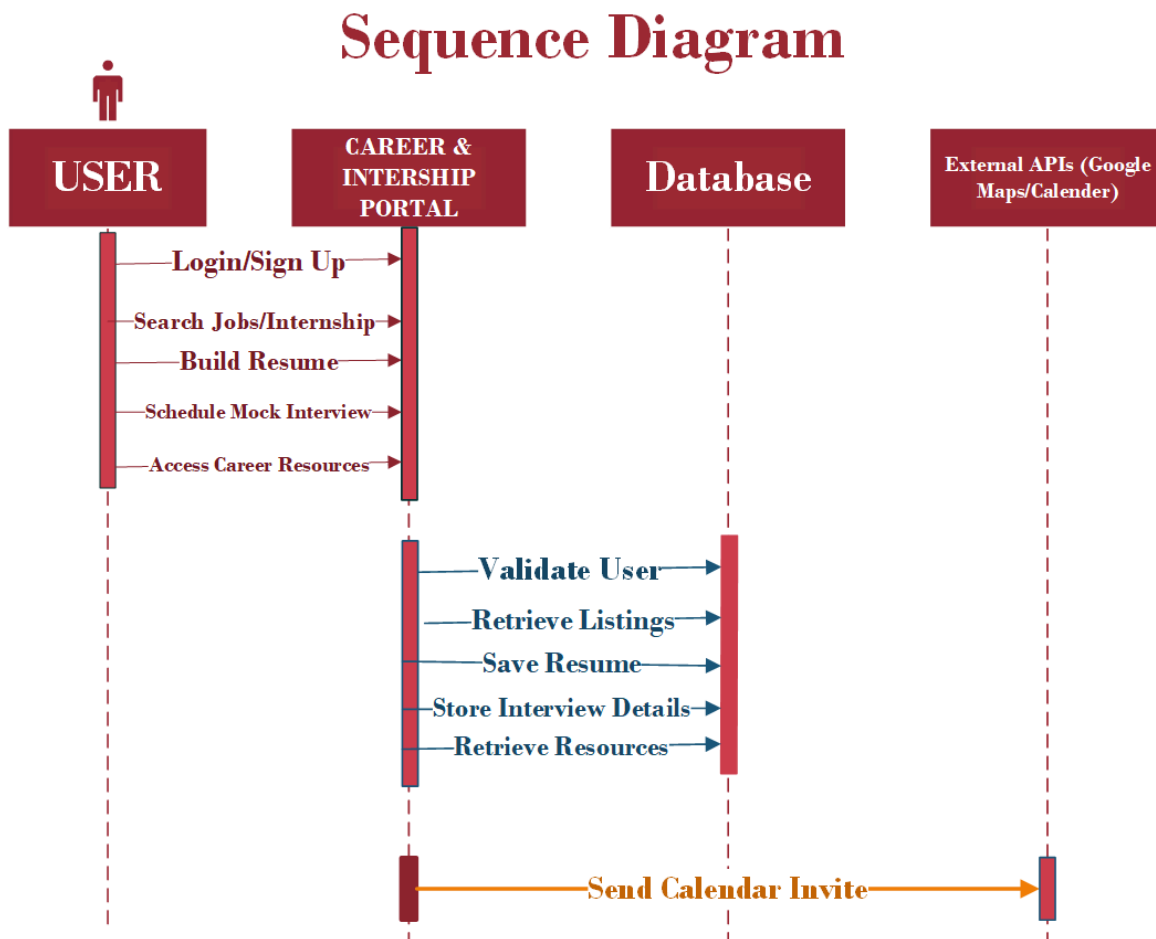 Sequence Diagram
USER
CAREER &
INTERSHIP
PORTAL
Database
External APIs (Google
Maps/Calender)
Login/Sign Up
Search Jobs/Internship
Build Resume
Schedule Mock Interview
Access Career Resources
Validate User
Retrieve Listings
Save Resume
Store Interview Details
Retrieve Resources
Send Calendar Invite